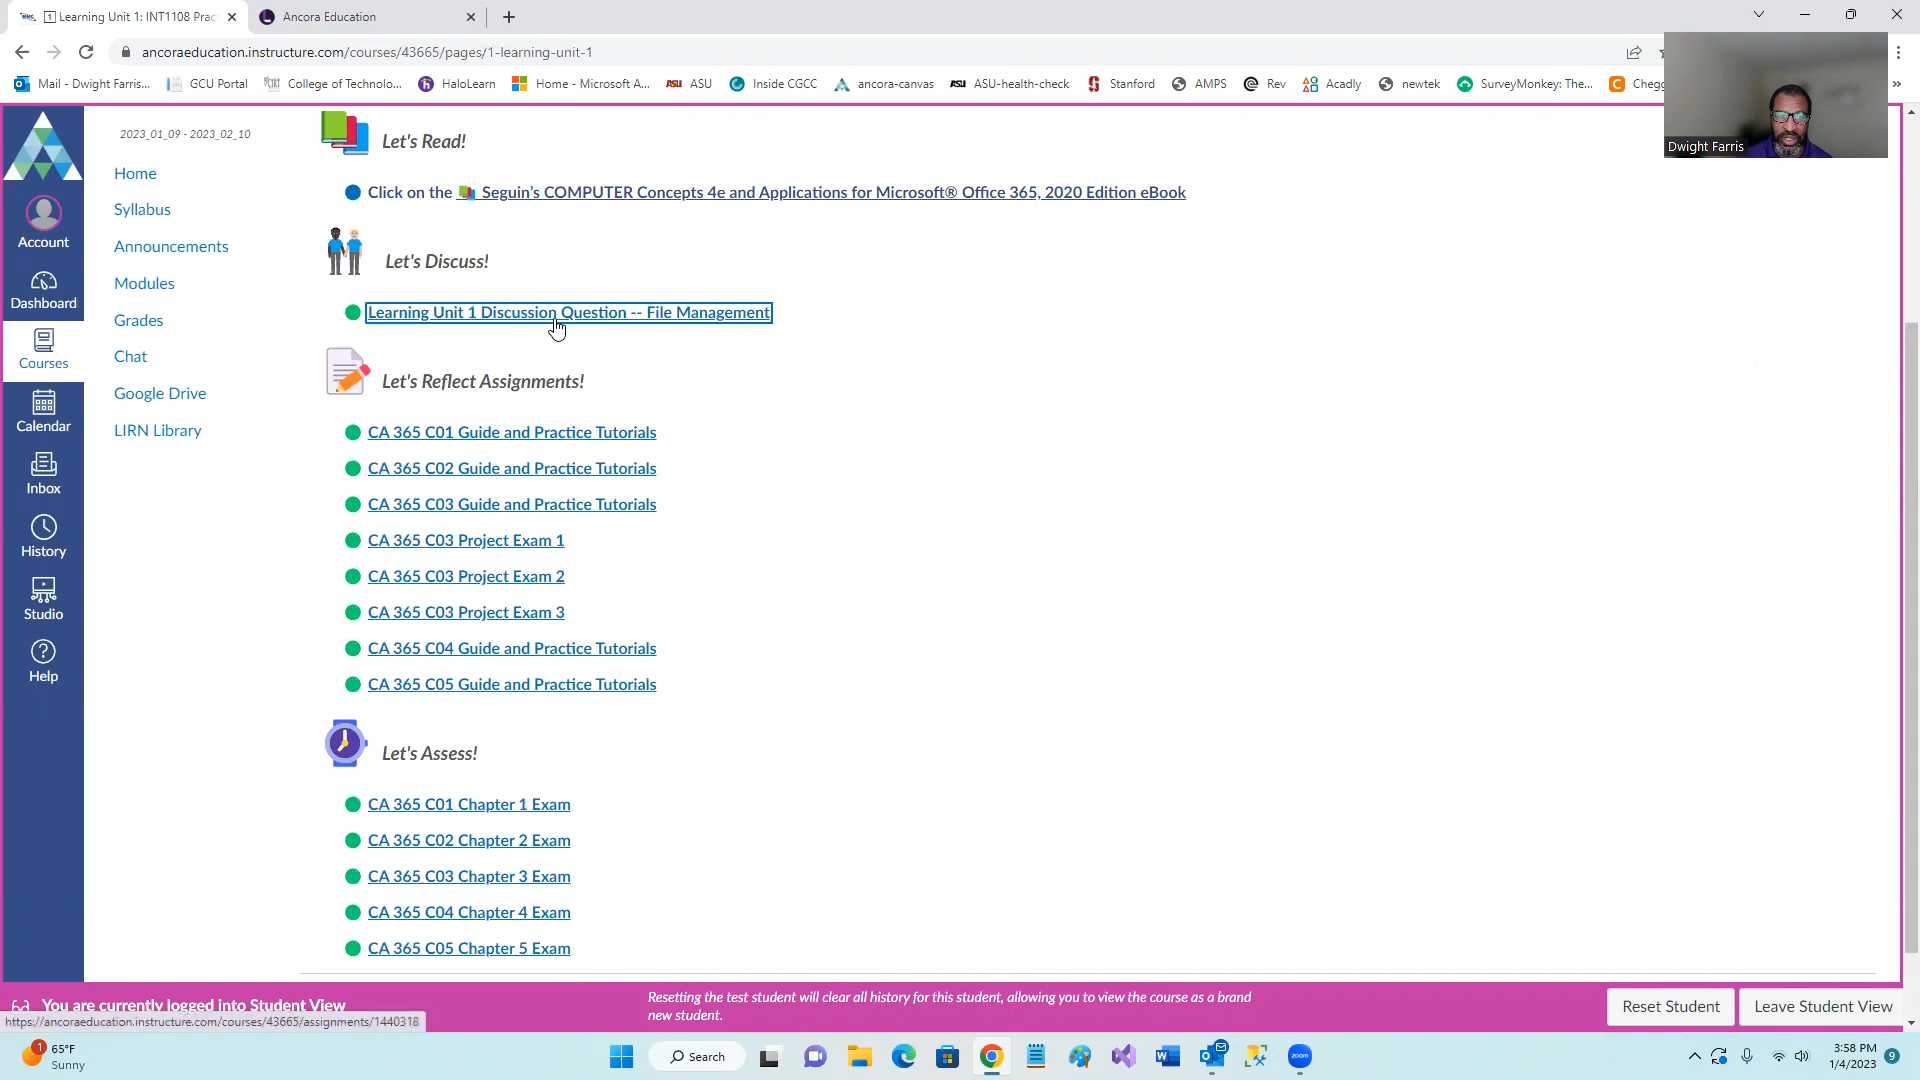 Learning Unit 1: INT1108 Prac
Ancora Education
ancoraeducation.instructure.com/courses/43665/pages/1-learning-unit-1
Mail - Dwight Farris...
GCU Portal
College of Technolo...
HaloLearn
Home - Microsoft A...
ASU ASU
Inside CGCC
ancora-canvas
ASU ASU-health-check
Stanford
AMPS
Rev
Acadly
newtek
SurveyMonkey: The...
Cheg
Dwight Farris
Account
Dashboard
Courses
Calendar
Inbox
History
Studio
Help
2023_01_09 - 2023_02_10
Home
Syllabus
Announcements
Modules
Grades
Chat
Google Drive
LIRN Library
Let's Read!
Click on the Seguin's COMPUTER Concepts 4e and Applications for Microsoft® Office 365, 2020 Edition eBook
Let's Discuss!
Learning Unit 1 Discussion Question -- File Management
Let's Reflect Assignments!
CA 365 C01 Guide and Practice Tutorials
CA 365 C02 Guide and Practice Tutorials
CA 365 C03 Guide and Practice Tutorials
CA 365 C03 Project Exam 1
CA 365 C03 Project Exam 2
CA 365 C03 Project Exam 3
CA 365 C04 Guide and Practice Tutorials
CA 365 C05 Guide and Practice Tutorials
Let's Assess!
CA 365 C01 Chapter 1 Exam
CA 365 C02 Chapter 2 Exam
CA 365 C03 Chapter 3 Exam
CA 365 C04 Chapter 4 Exam
CA 365 C05 Chapter 5 Exam
You are currently logged into Student View
Resetting the test student will clear all history for this student, allowing you to view the course as a brand
new student.
Reset Student
Leave Student View
https://ancoraeducation.instructure.com/courses/43665/assignments/1440318
1
65°F
Sunny
Search
zoom
3:58 PM
1/4/2023
9